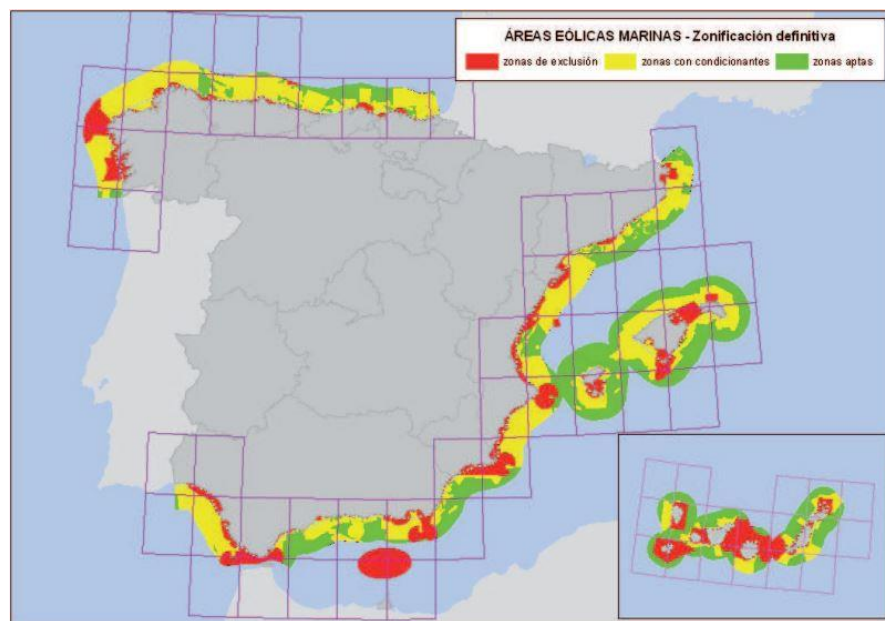 ÁREAS EÓLICAS MARINAS - Zonificación definitiva
zonas de exclusión zonas con condicionantes zonas aptas